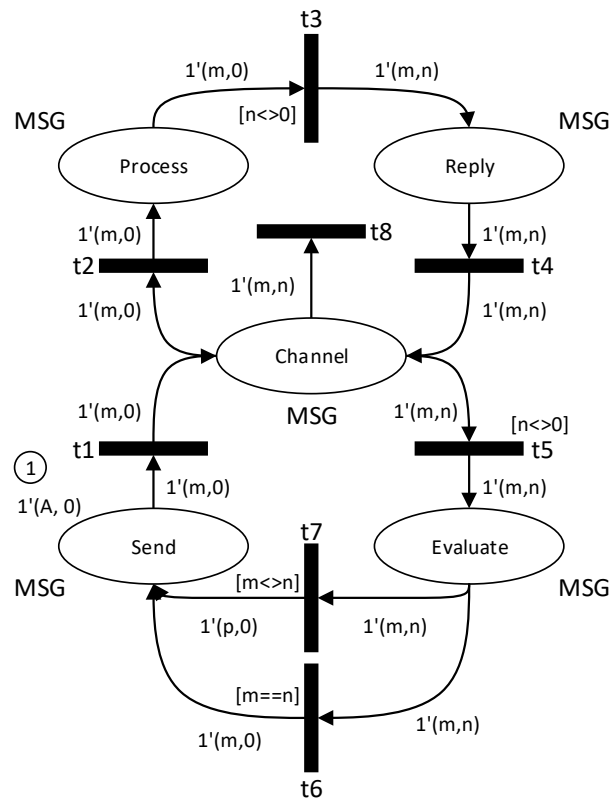 t3
1'(m,0)
1'(m,n)
MSG
[n<>0]
MSG
Process
Reply
1'(m,0)
t8
1'(m,n)
t2
t4
1'(m,n)
1'(m,0)
1'(m,n)
Channel
1'(m,0)
MSG
1'(m,n)
[n<>0]
t1
t5
1
1'(m,0)
1'(m,n)
1'(A, 0)
t7
Send
Evaluate
[m<>n]
MSG
MSG
1'(p,0)
1'(m,n)
[m==n]
1'(m,0)
1'(m,n)
t6